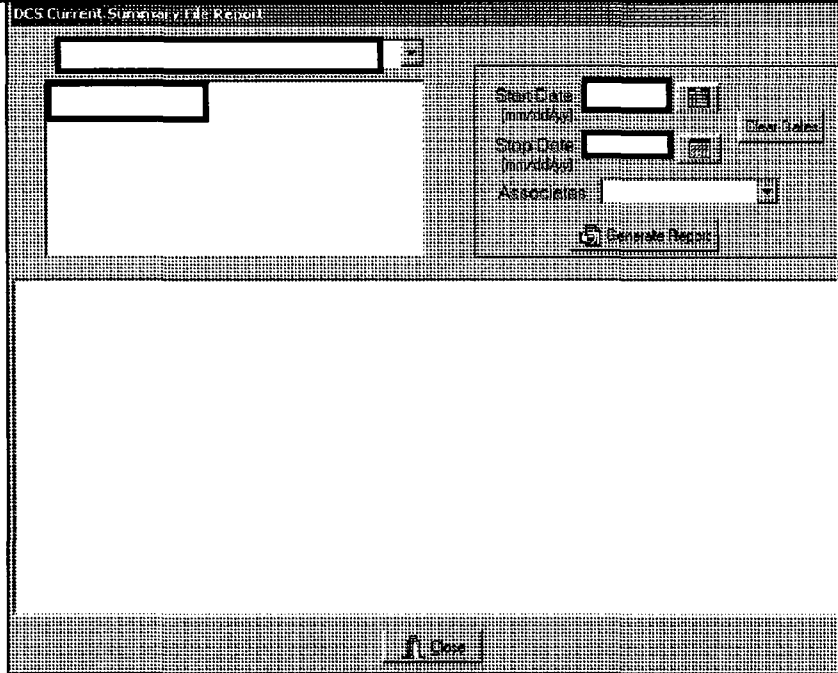 DCS Current Summary File Report
Start Date
(mm/dd/yy)
Clear Dates
Stop Date
(mm/dd/yy)
Associates
Generate Report
Close